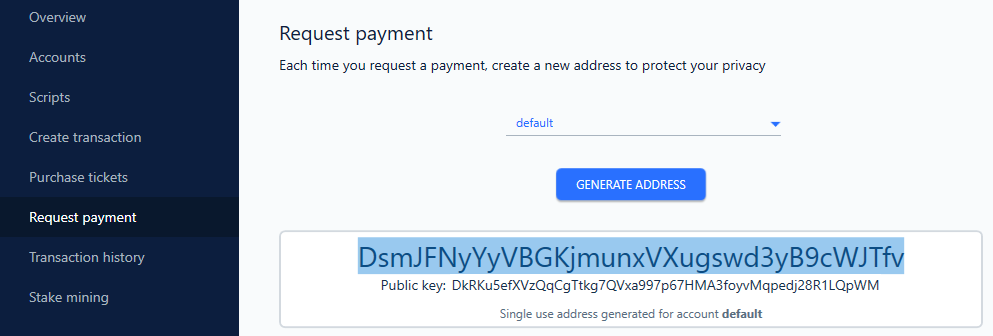 Overview
Accounts
Scripts
Create transaction
Purchase tickets
Request payment
Transaction history
Stake mining
Request payment
Each time you request a payment, create a new address to protect your privacy
default
GENERATE ADDRESS
DsmJFNyYyVBGKjmunxVXugswd3yB9cWJTfv
Public key: DkRKu5efXVzQqCgTtkg7QVxa997p67HMA3foyvMqpedj28R1LQpWM
Single use address generated for account default